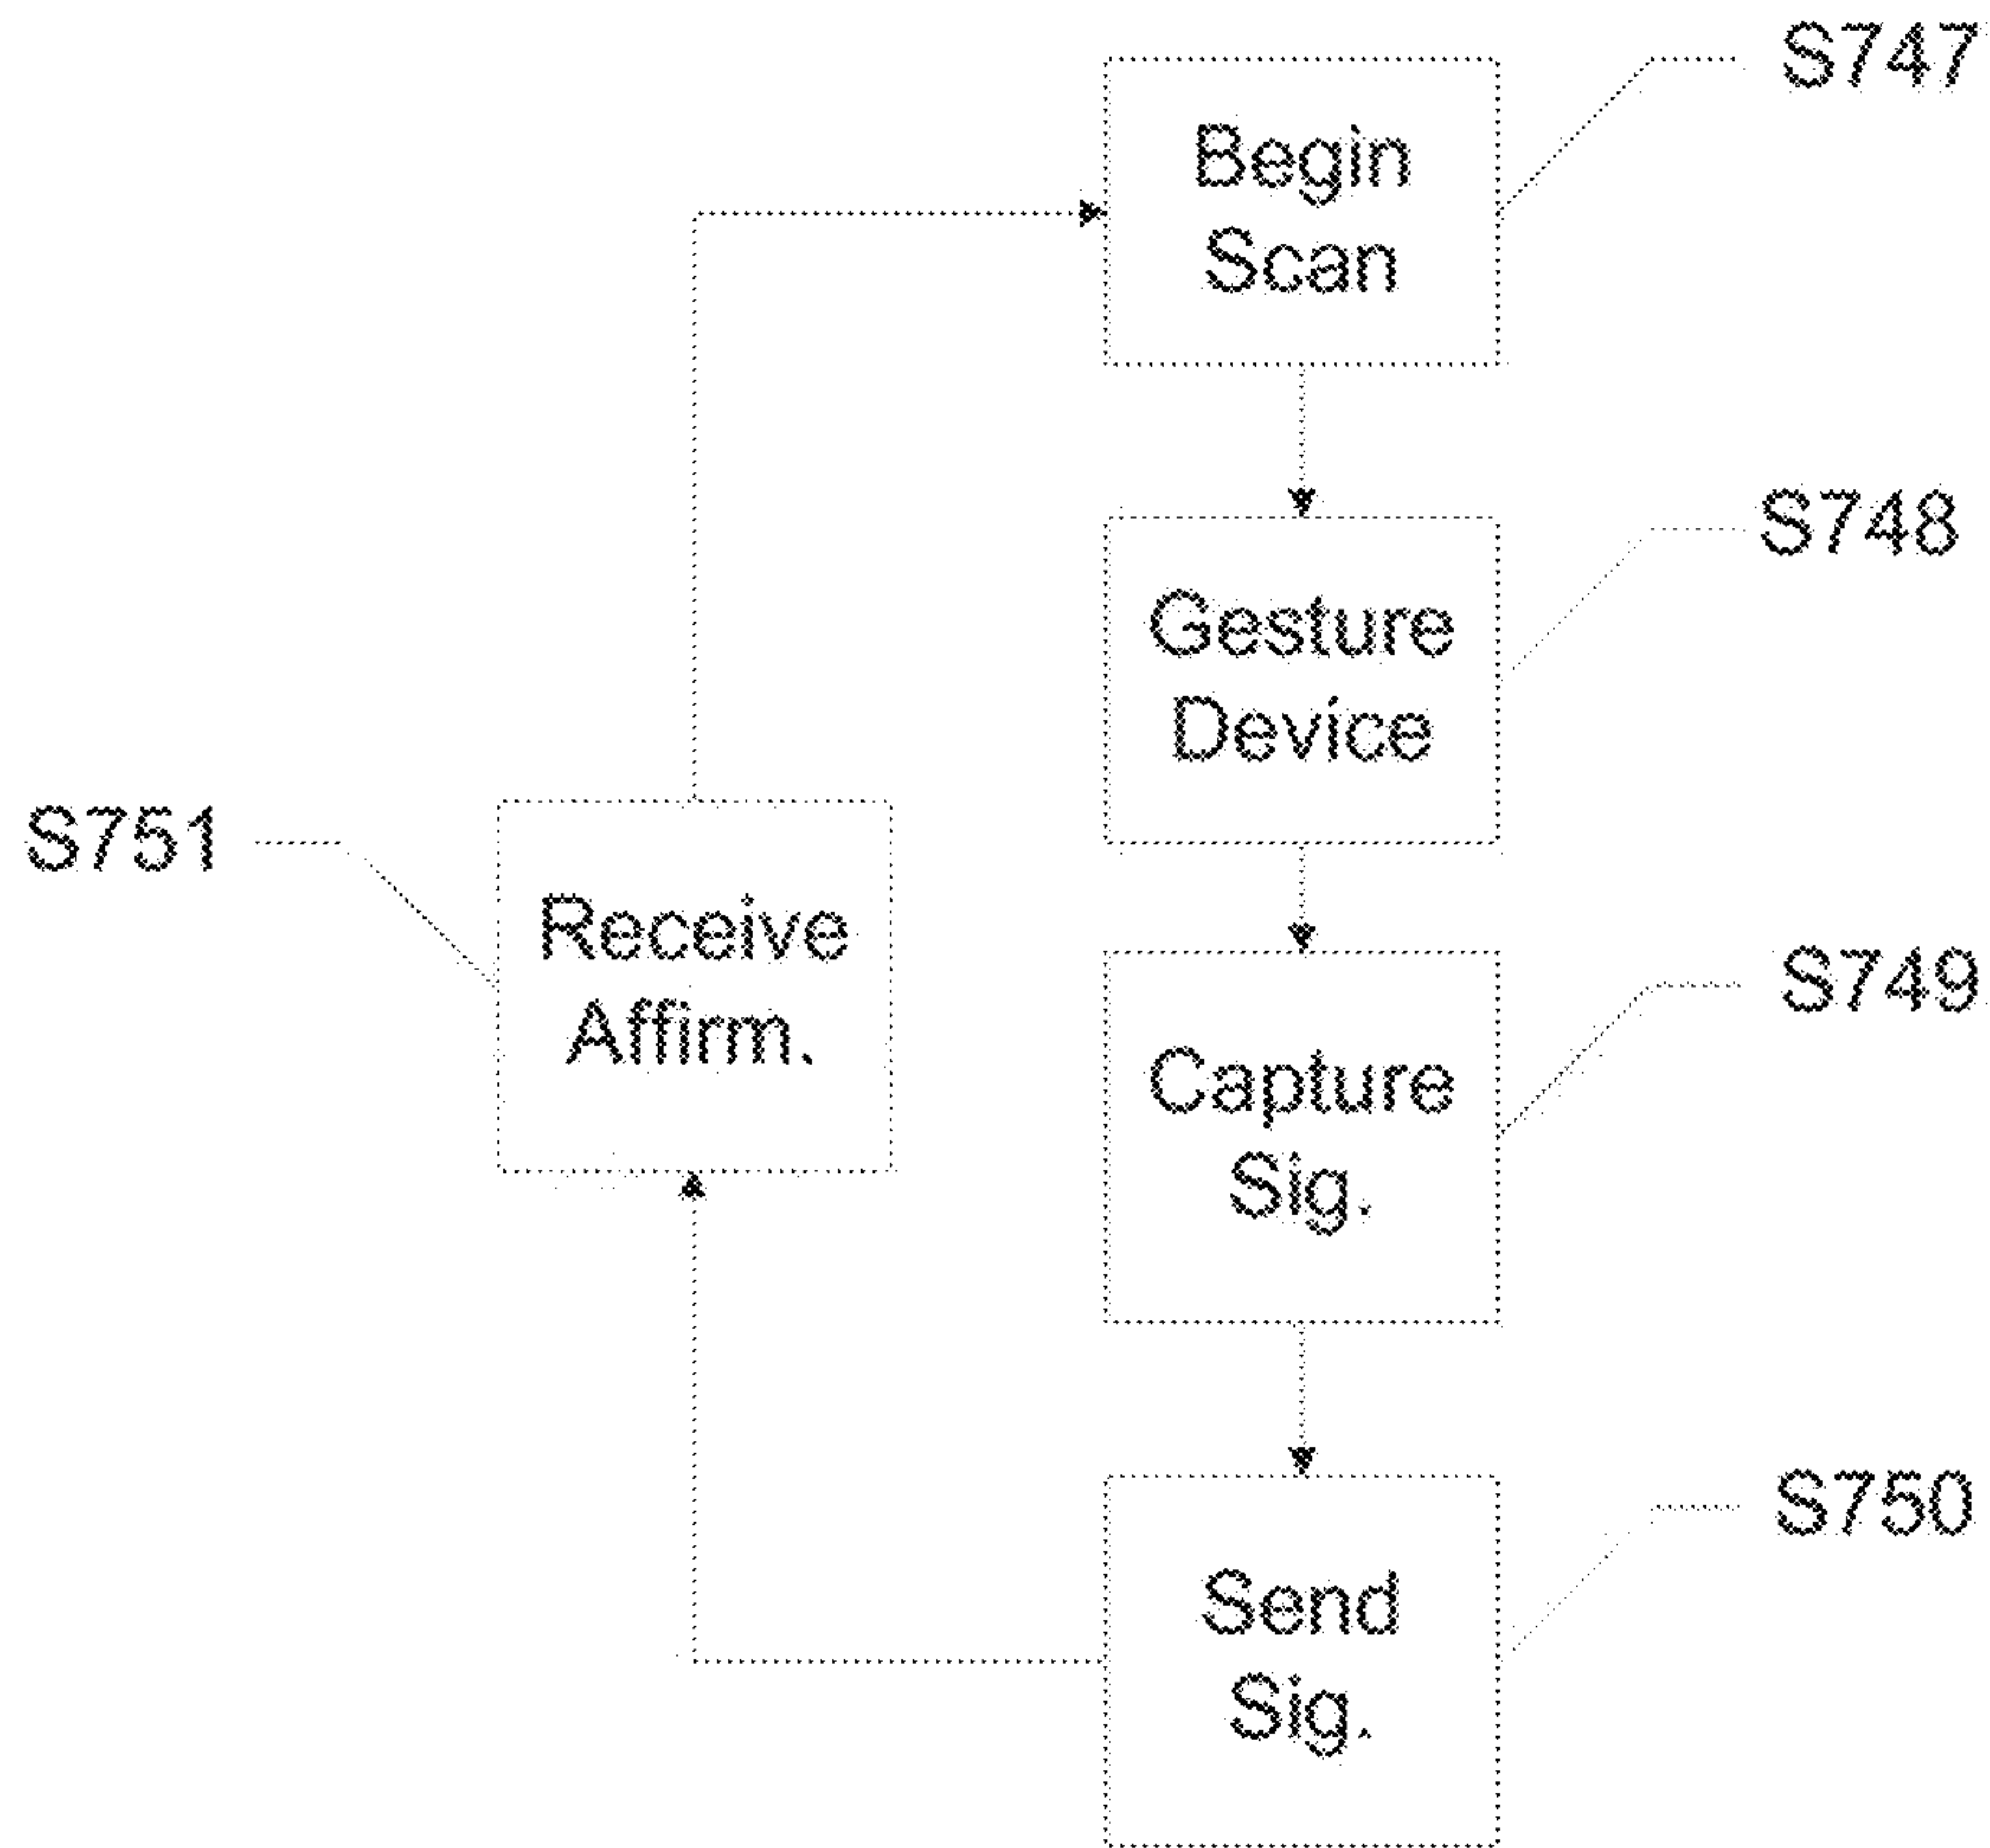 S747
Begin
Scan
S748
Gesture
Device
S751
Receive
Affirm.
S749
Capture
Sig.
S750
Send
Sig.